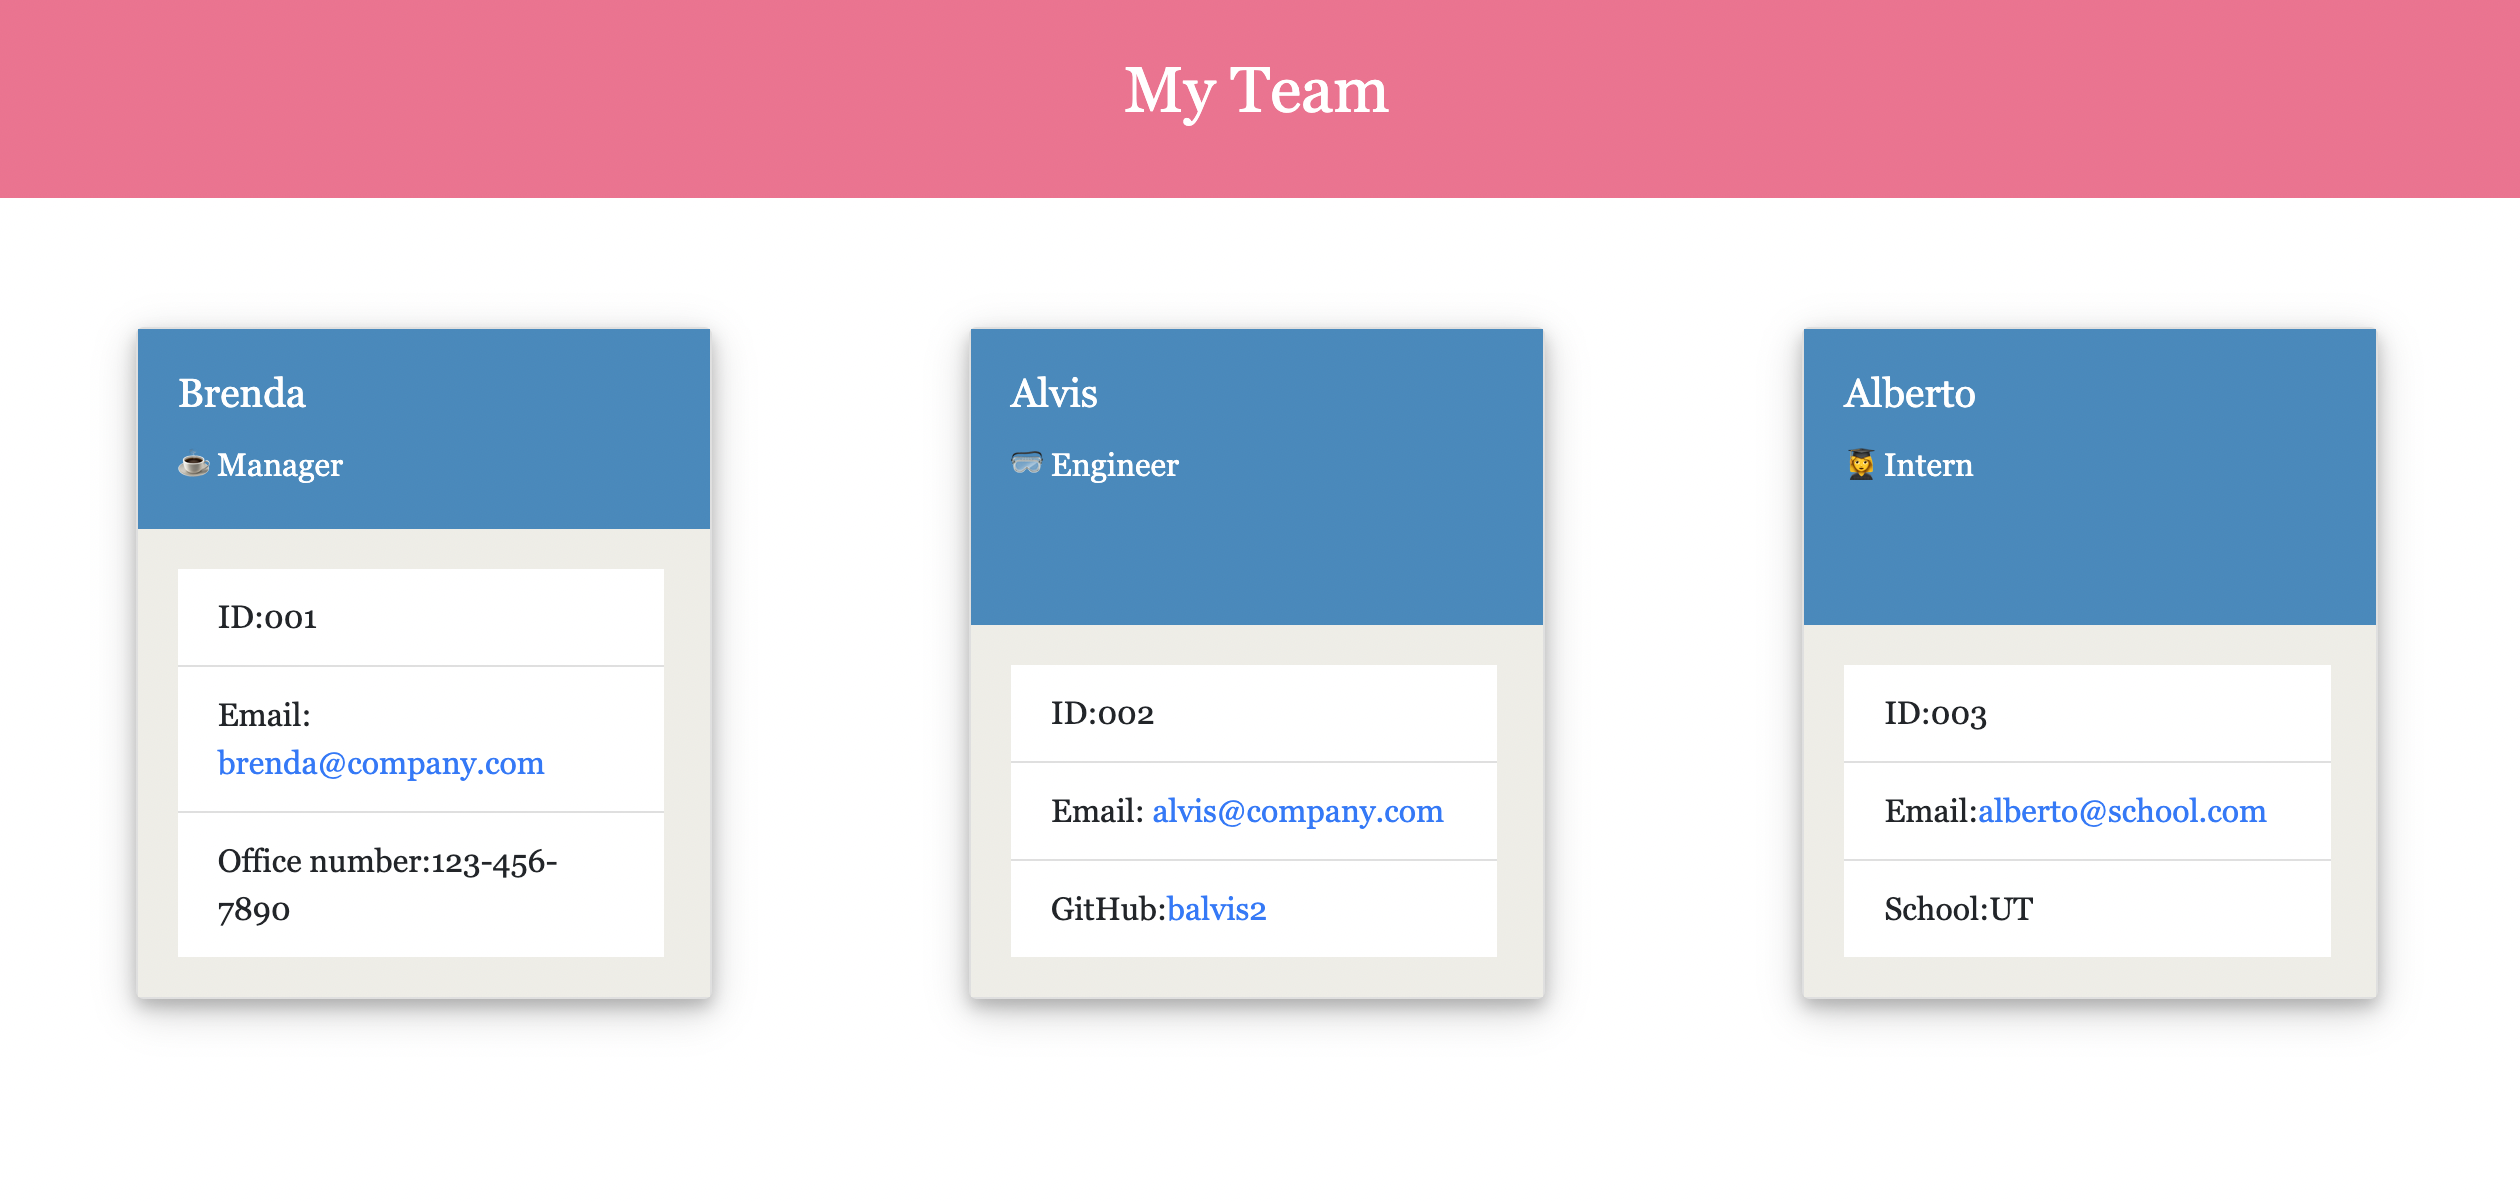 My Team
Brenda
☕ Manager
ID:001
Email:
brenda@company.com
Office number:123-456-
7890
Alvis
🥽 Engineer
ID:002
Email: alvis@company.com
GitHub:balvis2
Alberto
👩‍🎓 Intern
ID:003
Email:alberto@school.com
School:UT